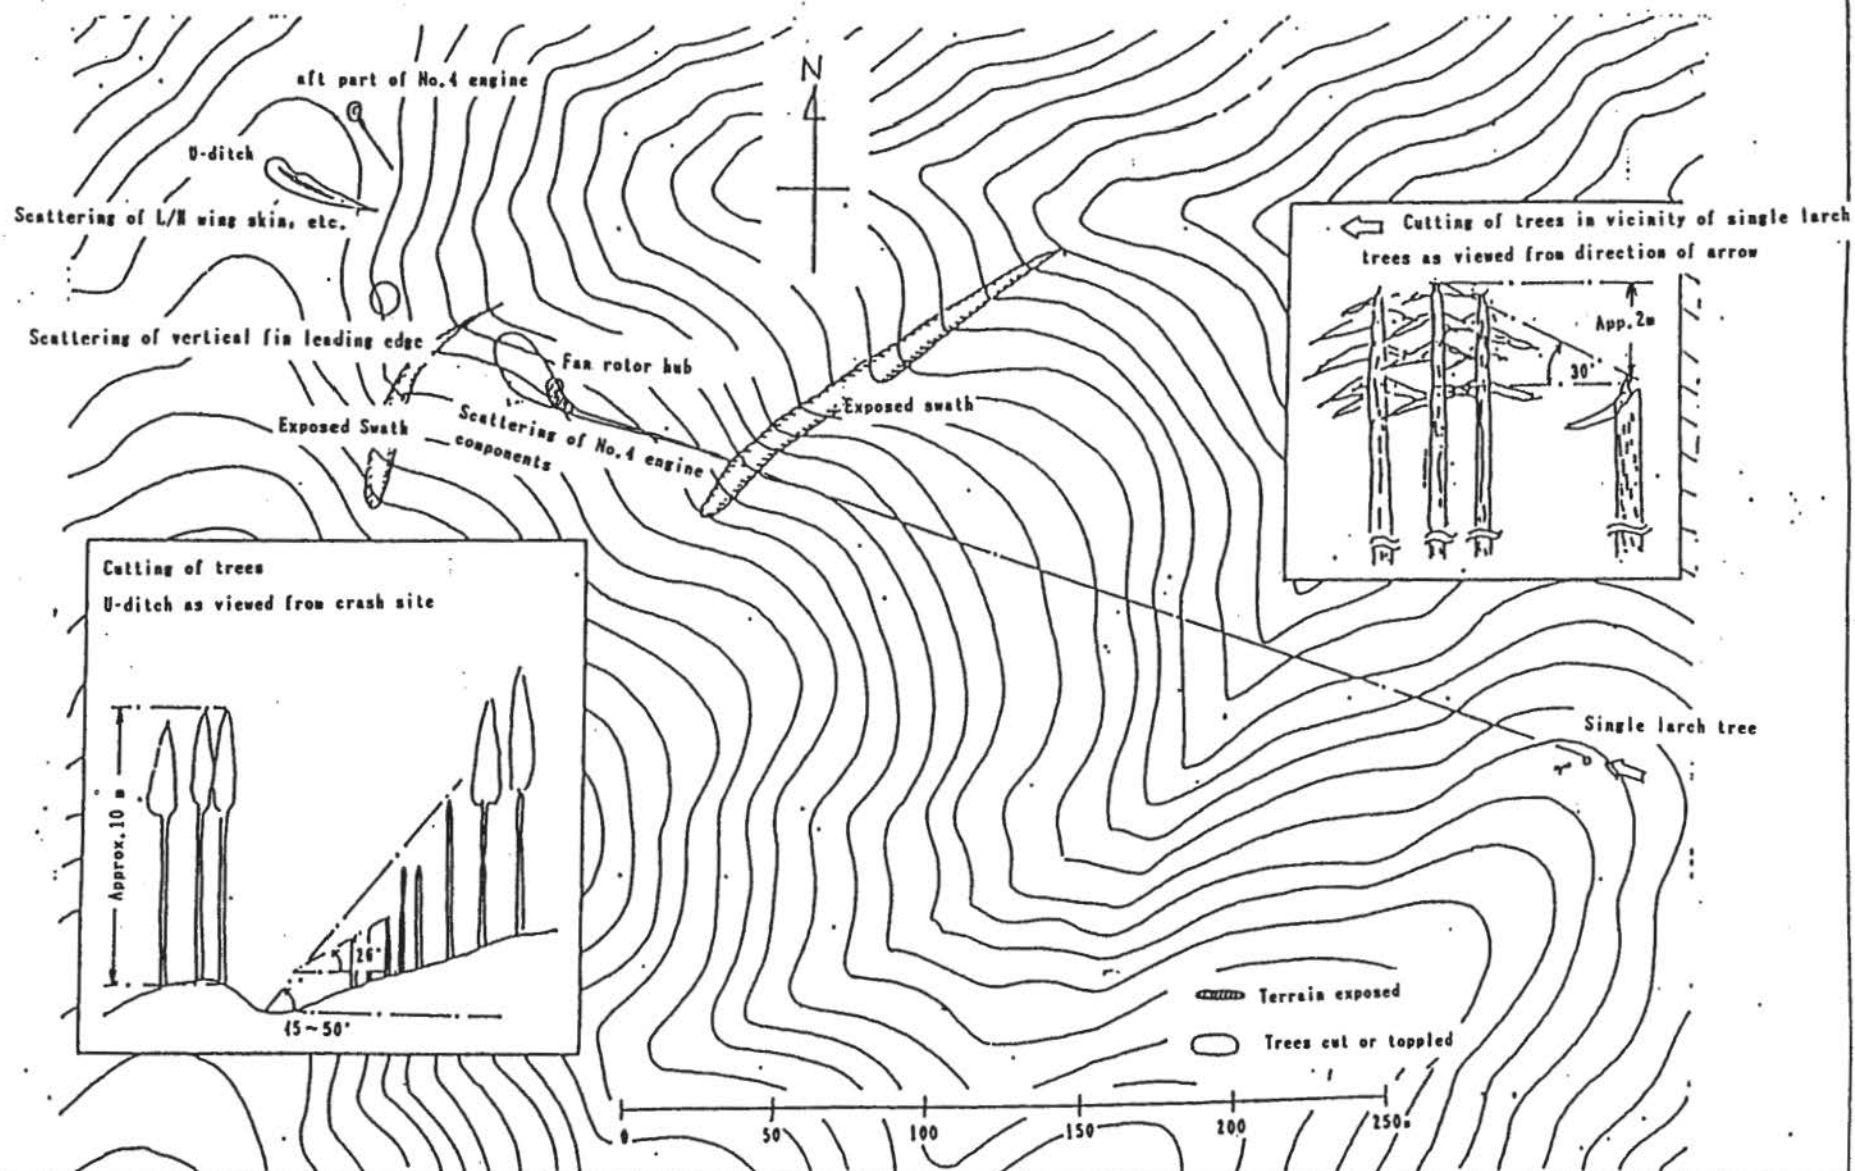 aft part of No.4 engine
N
U-ditch
Scattering of L/H wing skin, etc.
Scattering of vertical fin leading edge
Fan rotor hub
Exposed Swath
Scattering of No.4 engine
components
Exposed swath
Cutting of trees in vicinity of single larch
trees as viewed from direction of arrow
App.2m
30°
Cutting of trees
U-ditch as viewed from crash site
Approx.10 m
26°
45~50°
Single larch tree
Terrain exposed
Trees cut or toppled
0 50 100 150 200 250m